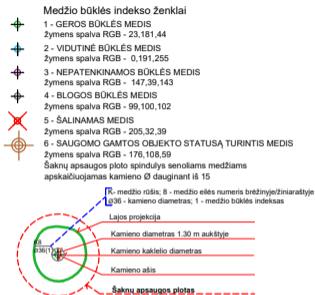 Medžio būklės indekso ženklai
1 - GEROS BŪKLĖS MEDIS
žymens spalva RGB - 23,181,44
2 - VIDUTINĖ BŪKLĖ MEDIS
žymens spalva RGB - 0,191,255
3 - NEPATENKINAMOS BŪKLĖS MEDIS
žymens spalva RGB - 147,39,143
4 - BLOGOS BŪKLĖS MEDIS
žymens spalva RGB - 99,100,102
5 - ŠALINAMAS MEDIS
žymens spalva RGB - 205,32,39
6 - SAUGOMO GAMTOS OBJEKTO STATUSĄ TURINTIS MEDIS
žymens spalva RGB - 176,108,59
Šaknų apsaugos ploto spindulys senoliams medžiams
apskaičiuojamas kamieno Ø dauginant iš 15
K- medžio rūšis; 8 - medžio eilės numeris brėžinyje/žiniaraštyje
Ø36 - kamieno diametras; 1 - medžio būklės indeksas
Lajos projekcija
Kamieno diametras 1.30 m aukštyje
K8
Ø36(1)
Kamieno kaklelio diametras
Kamieno ašis
Šaknų apsaugos plotas